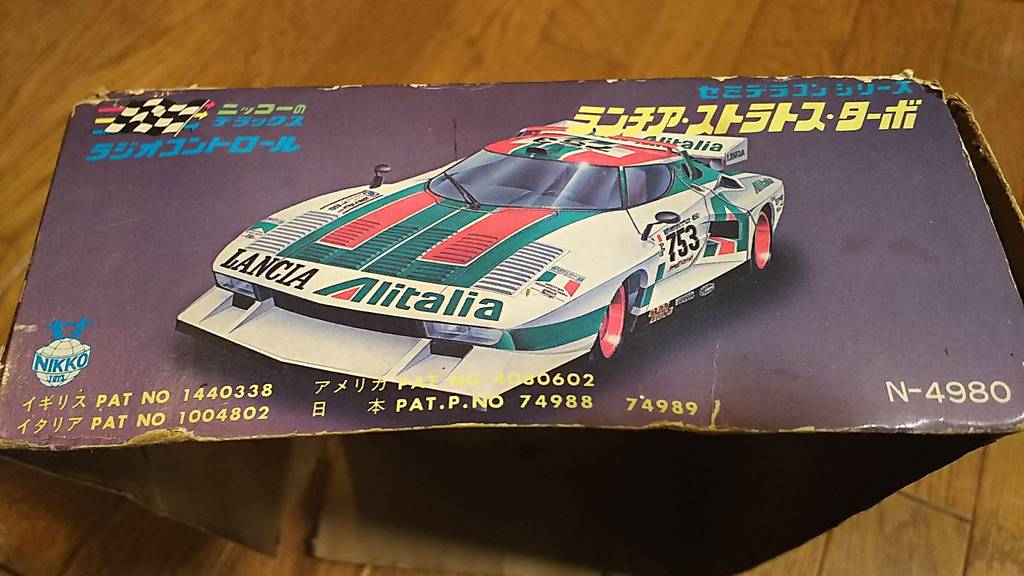 ニッコーの
デラックス
ラジオコントロール
セミデラコンシリーズ
ランチア・ストラトス・ターボ
Alitalia
LANCIA
753
LANCIA
Alitalia
NIKKO
イギリス PAT NO 1440338
イタリア PAT NO 1004802
アメリカ PAT NO 4080602
日 本 PAT.P.NO 74988 74989
N-4980